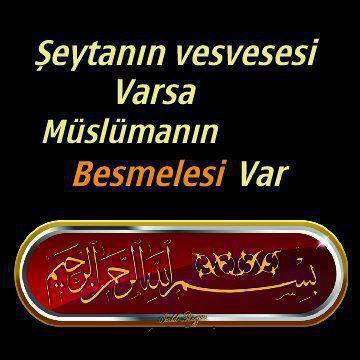 Şeytanın vesvesesi
Varsa
Müslümanın
Besmelesi Var
بسم الله الرحمن الرحيم